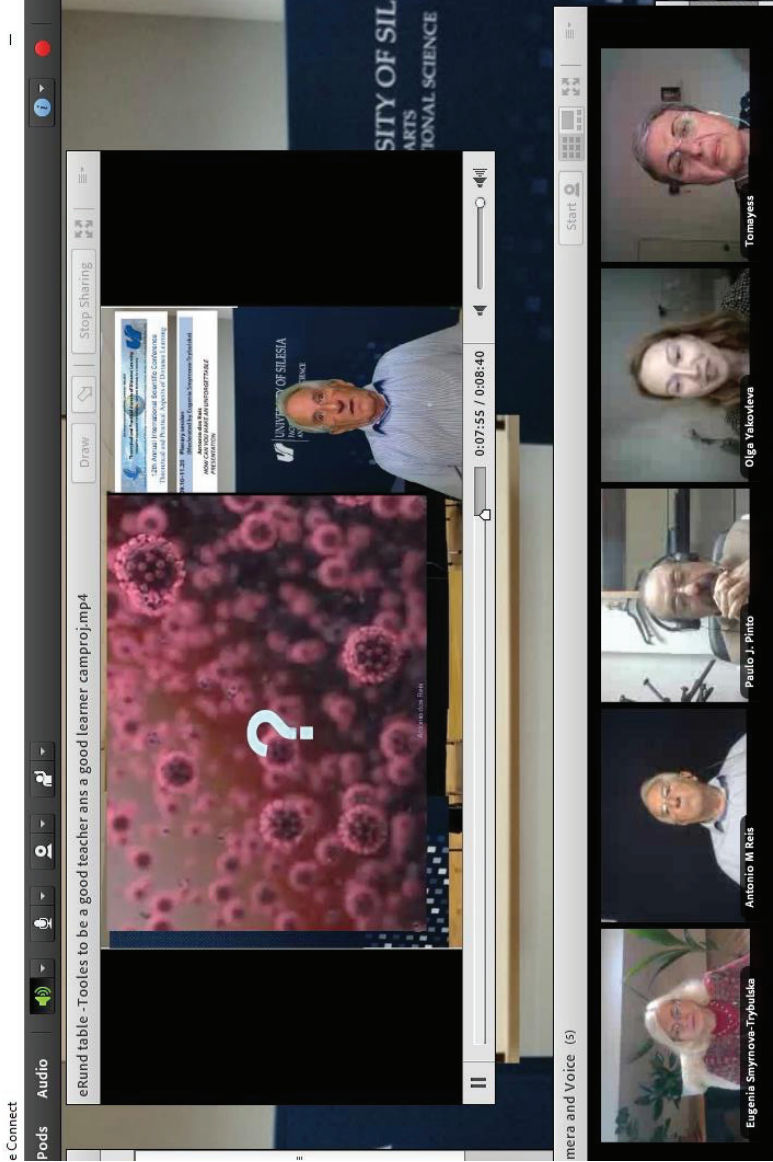 e Connect
Pods Audio
eRund table -Tooles to be a good teacher ans a good learner camproj.mp4
Draw
Stop Sharing
SITY OF SIL
ARTS
IONAL SCIENCE
?
Antonio dos Reis
12th Annual International Scientific Conference
Theoretical and Practical Aspects of Distance Learning
Plenary session
Antonio dos Reis
HOW CAN YOU MAKE AN UNFORGETTABLE
PRESENTATION
UNIVERSITY OF SILESIA
0:07:55 / 0:08:40
mera and Voice (5)
Start
Eugenia Smyrnova-Trybulska
Antonio M Reis
Paulo J. Pinto
Olga Yakovleva
Tomayess